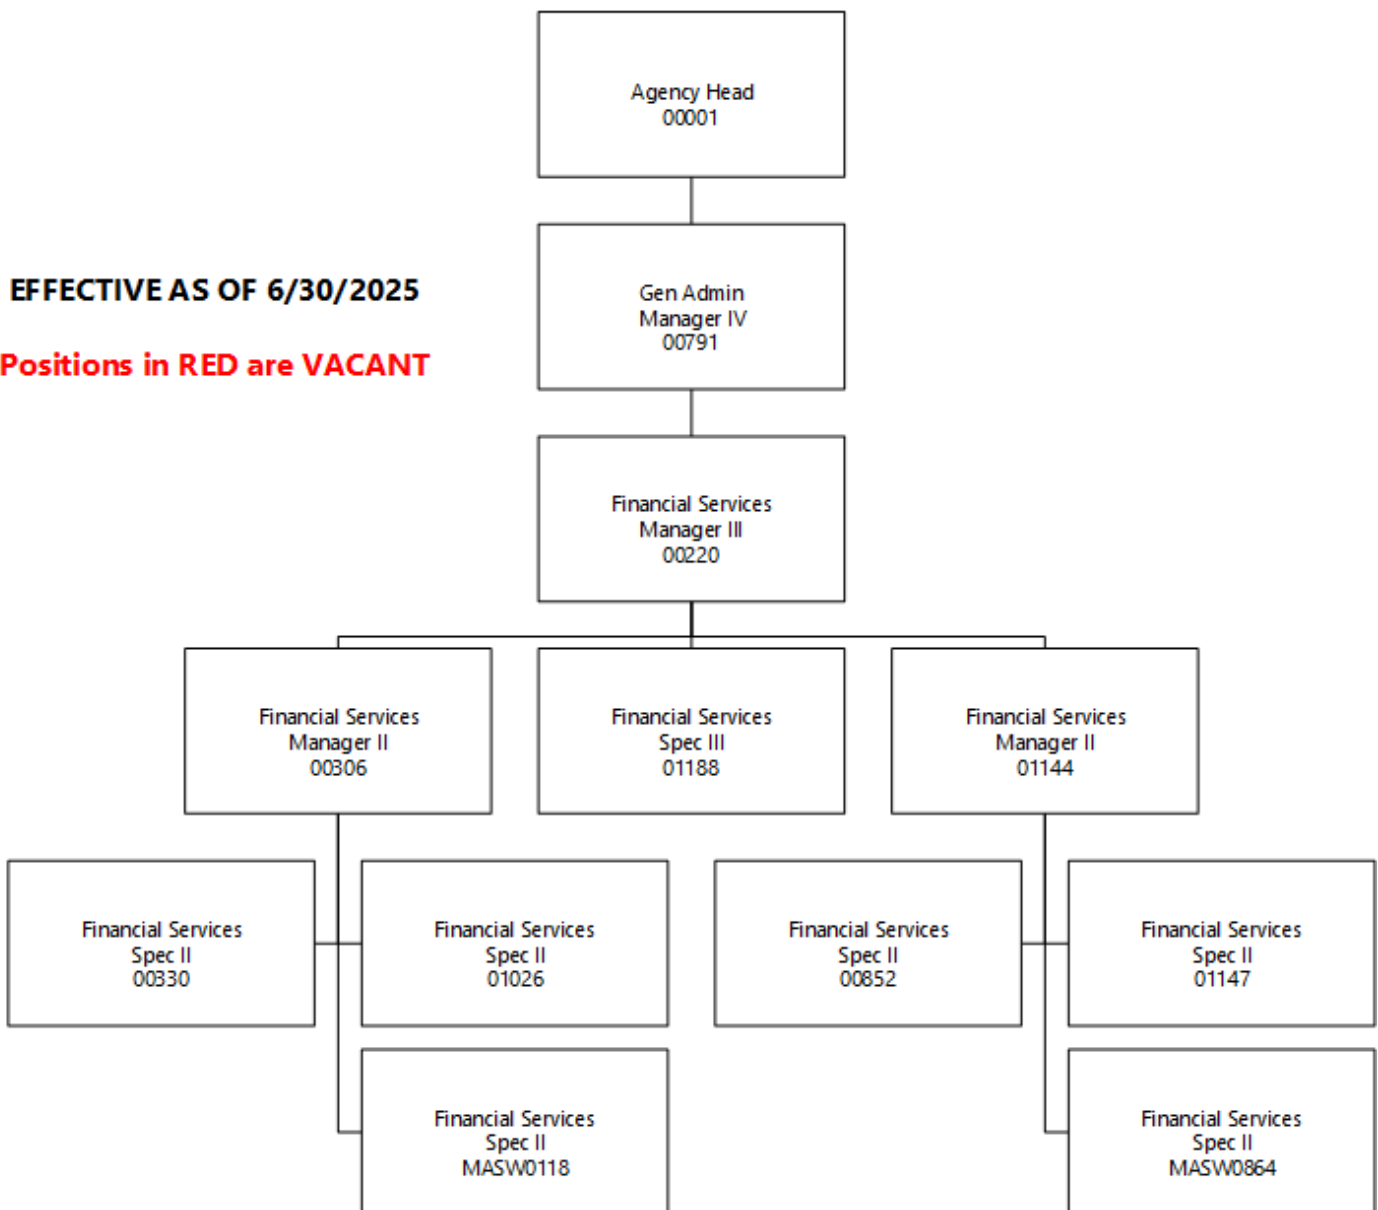 Agency Head
00001
EFFECTIVE AS OF 6/30/2025
Positions in RED are VACANT
Gen Admin
Manager IV
00791
Financial Services
Manager III
00220
Financial Services
Manager II
00306
Financial Services
Spec III
01188
Financial Services
Manager II
01144
Financial Services
Spec II
00330
Financial Services
Spec II
01026
Financial Services
Spec II
00852
Financial Services
Spec II
01147
Financial Services
Spec II
MASW0118
Financial Services
Spec II
MASW0864